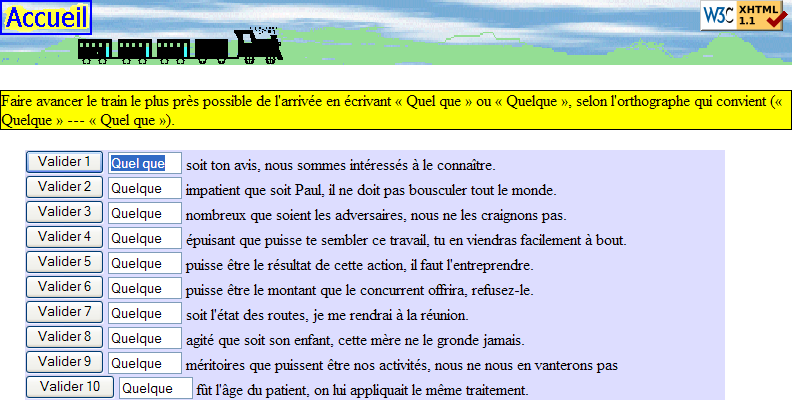 Accueil
W3C XHTML 1.1
Faire avancer le train le plus près possible de l'arrivée en écrivant « Quel que » ou « Quelque », selon l'orthographe qui convient («
Quelque » --- « Quel que »).
Valider 1 Quel que soit ton avis, nous sommes intéressés à le connaître.
Valider 2 Quelque impatient que soit Paul, il ne doit pas bousculer tout le monde.
Valider 3 Quelque nombreux que soient les adversaires, nous ne les craignons pas.
Valider 4 Quelque épuisant que puisse te sembler ce travail, tu en viendras facilement à bout.
Valider 5 Quelque puisse être le résultat de cette action, il faut l'entreprendre.
Valider 6 Quelque puisse être le montant que le concurrent offrira, refusez-le.
Valider 7 Quelque soit l'état des routes, je me rendrai à la réunion.
Valider 8 Quelque agité que soit son enfant, cette mère ne le gronde jamais.
Valider 9 Quelque méritoires que puissent être nos activités, nous ne nous en vanterons pas
Valider 10 Quelque fût l'âge du patient, on lui appliquait le même traitement.